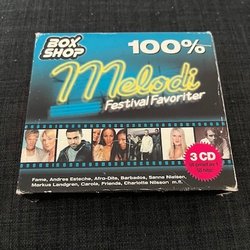 BOX SHOP
100%
Melodi
Festival Favoriter
3 CD
Fame, Andres Esteche, Afro-Dite, Barbados, Sanna Nielsen,
Markus Landgren, Carola, Friends, Charlotte Nilsson m.fl.